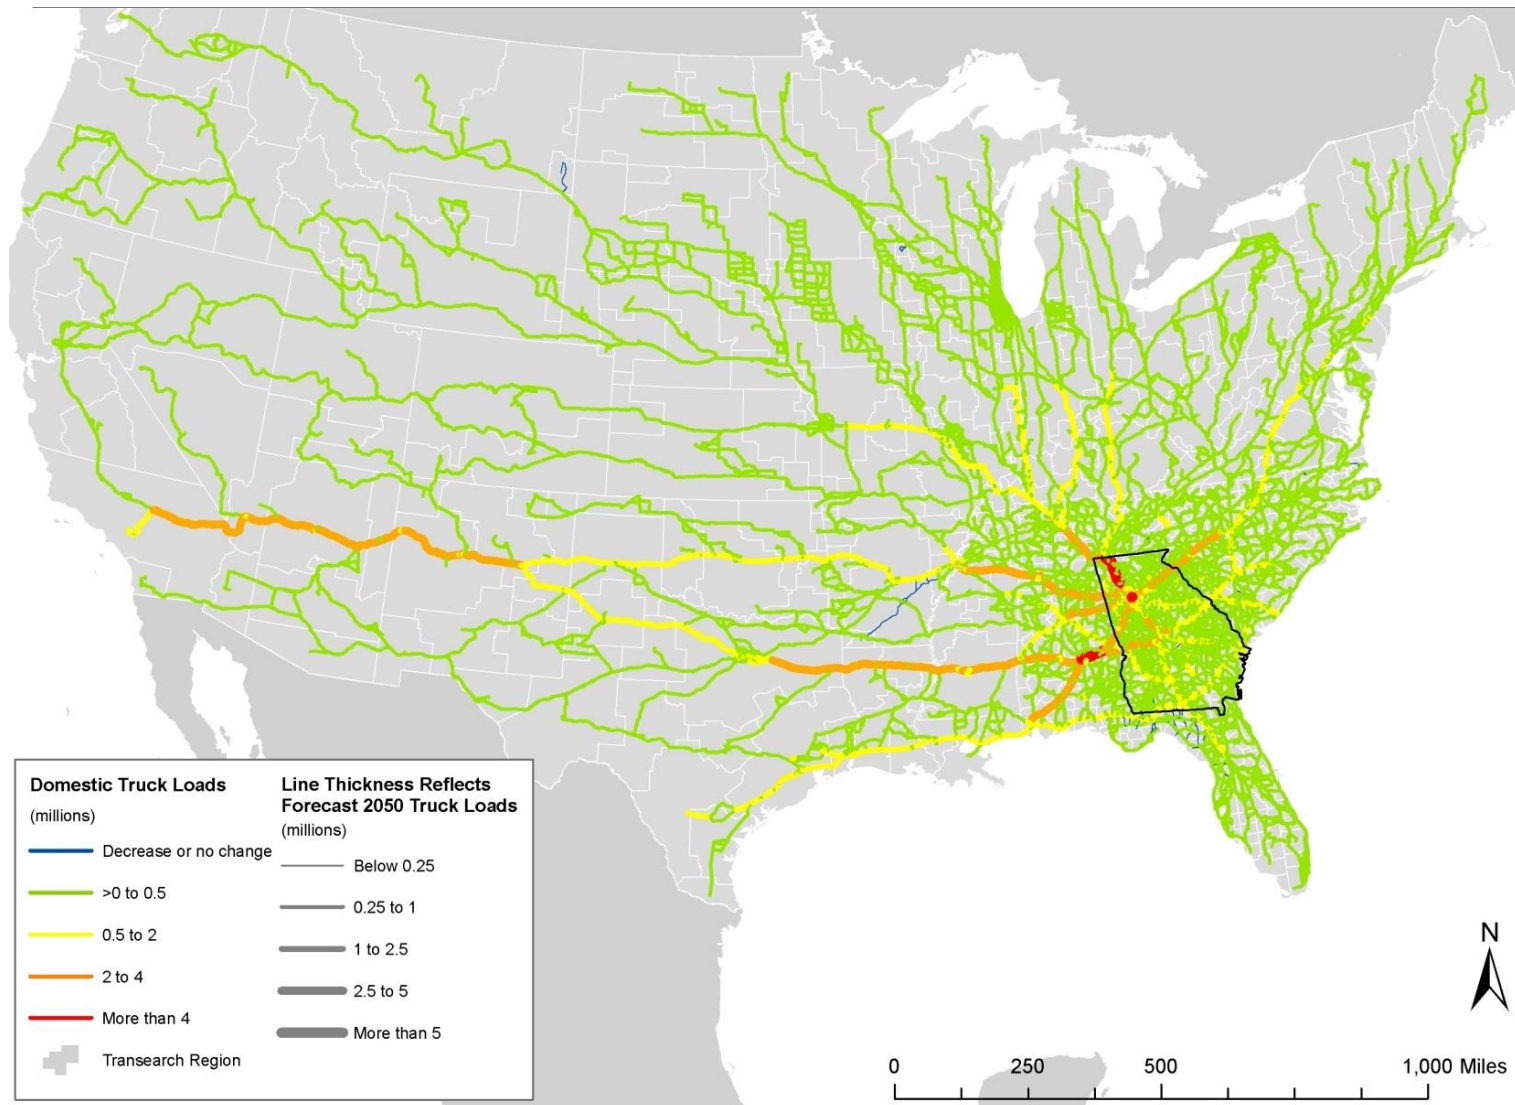 Domestic Truck Loads
(millions)
Decrease or no change
>0 to 0.5
0.5 to 2
2 to 4
More than 4
Transearch Region
Line Thickness Reflects
Forecast 2050 Truck Loads
(millions)
Below 0.25
0.25 to 1
1 to 2.5
2.5 to 5
More than 5
N
0 250 500 1,000 Miles